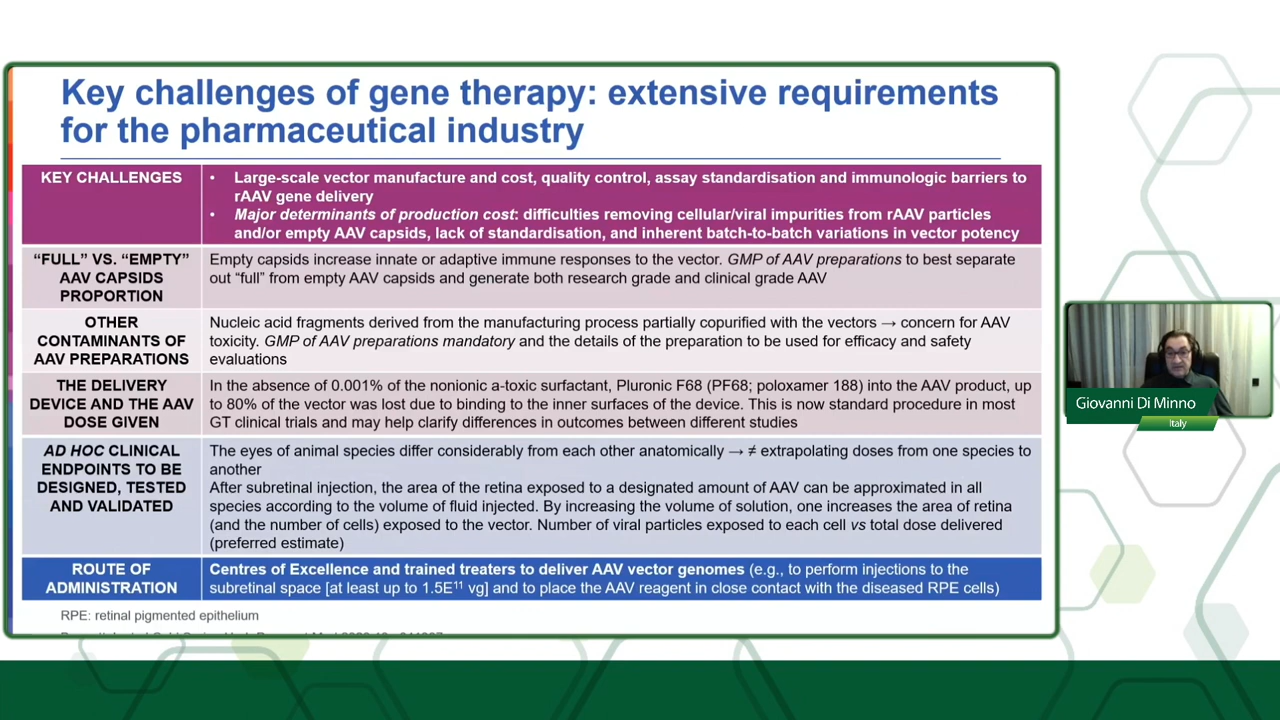 Key challenges of gene therapy: extensive requirements
for the pharmaceutical industry
KEY CHALLENGES
• Large-scale vector manufacture and cost, quality control, assay standardisation and immunologic barriers to
rAAV gene delivery
• Major determinants of production cost: difficulties removing cellular/viral impurities from rAAV particles
and/or empty AAV capsids, lack of standardisation, and inherent batch-to-batch variations in vector potency
“FULL” VS. “EMPTY”
AAV CAPSIDS
PROPORTION
Empty capsids increase innate or adaptive immune responses to the vector. GMP of AAV preparations to best separate
out “full” from empty AAV capsids and generate both research grade and clinical grade AAV
OTHER
CONTAMINANTS OF
AAV PREPARATIONS
Nucleic acid fragments derived from the manufacturing process partially copurified with the vectors → concern for AAV
toxicity. GMP of AAV preparations mandatory and the details of the preparation to be used for efficacy and safety
evaluations
THE DELIVERY
DEVICE AND THE AAV
DOSE GIVEN
In the absence of 0.001% of the nonionic a-toxic surfactant, Pluronic F68 (PF68; poloxamer 188) into the AAV product, up
to 80% of the vector was lost due to binding to the inner surfaces of the device. This is now standard procedure in most
GT clinical trials and may help clarify differences in outcomes between different studies
AD HOC CLINICAL
ENDPOINTS TO BE
DESIGNED, TESTED
AND VALIDATED
The eyes of animal species differ considerably from each other anatomically → ≠ extrapolating doses from one species to
another
After subretinal injection, the area of the retina exposed to a designated amount of AAV can be approximated in all
species according to the volume of fluid injected. By increasing the volume of solution, one increases the area of retina
(and the number of cells) exposed to the vector. Number of viral particles exposed to each cell vs total dose delivered
(preferred estimate)
ROUTE OF
ADMINISTRATION
Centres of Excellence and trained treaters to deliver AAV vector genomes (e.g., to perform injections to the
subretinal space [at least up to 1.5E¹¹ vg] and to place the AAV reagent in close contact with the diseased RPE cells)
RPE: retinal pigmented epithelium
Giovanni Di Minno
Italy